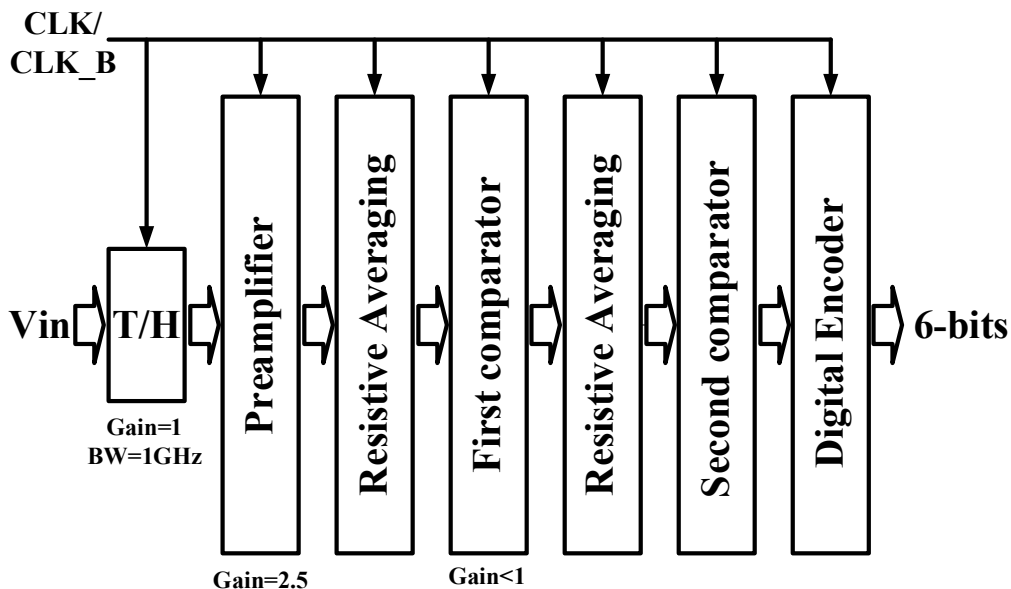 CLK/
CLK_B
Vin
T/H
Gain=1
BW=1GHz
Preamplifier
Gain=2.5
Resistive Averaging
First comparator
Gain<1
Resistive Averaging
Second comparator
Digital Encoder
6-bits